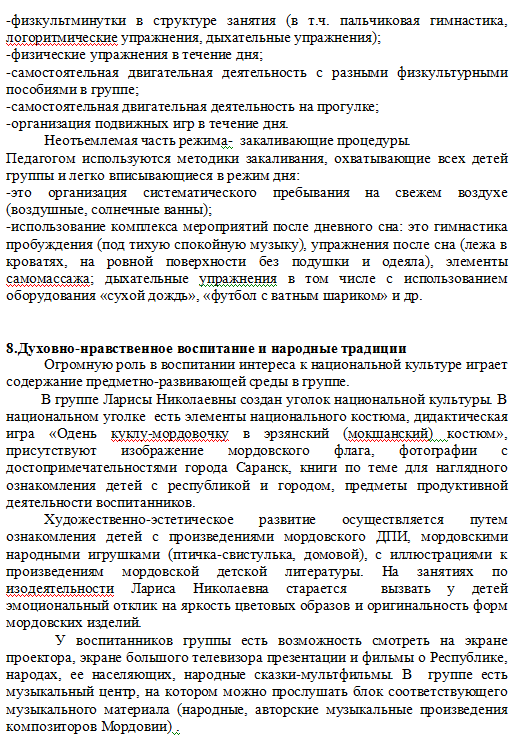 -физкультминутки в структуре занятия (в т.ч. пальчиковая гимнастика,
логоритмические упражнения, дыхательные упражнения);
-физические упражнения в течение дня;
-самостоятельная двигательная деятельность с разными физкультурными
пособиями в группе;
-самостоятельная двигательная деятельность на прогулке;
-организация подвижных игр в течение дня.
Неотъемлемая часть режима- закаливающие процедуры.
Педагогом используются методики закаливания, охватывающие всех детей
группы и легко вписывающиеся в режим дня:
-это организация систематического пребывания на свежем воздухе
(воздушные, солнечные ванны);
-использование комплекса мероприятий после дневного сна: это гимнастика
пробуждения (под тихую спокойную музыку), упражнения после сна (лежа в
кроватях, на ровной поверхности без подушки и одеяла), элементы
самомассажа; дыхательные упражнения в том числе с использованием
оборудования «сухой дождь», «футбол с ватным шариком» и др.
8.Духовно-нравственное воспитание и народные традиции
Огромную роль в воспитании интереса к национальной культуре играет
содержание предметно-развивающей среды в группе.
В группе Ларисы Николаевны создан уголок национальной культуры. В
национальном уголке есть элементы национального костюма, дидактическая
игра «Одень куклу-мордовочку в эрзянский (мокшанский) костюм»,
присутствуют изображение мордовского флага, фотографии с
достопримечательностями города Саранск, книги по теме для наглядного
ознакомления детей с республикой и городом, предметы продуктивной
деятельности воспитанников.
Художественно-эстетическое развитие осуществляется путем
ознакомления детей с произведениями мордовского ДПИ, мордовскими
народными игрушками (птичка-свистулька, домовой), с иллюстрациями к
произведениям мордовской детской литературы. На занятиях по
изодеятельности Лариса Николаевна старается вызвать у детей
эмоциональный отклик на яркость цветовых образов и оригинальность форм
мордовских изделий.
У воспитанников группы есть возможность смотреть на экране
проектора, экране большого телевизора презентации и фильмы о Республике,
народах, ее населяющих, народные сказки-мультфильмы. В группе есть
музыкальный центр, на котором можно прослушать блок соответствующего
музыкального материала (народные, авторские музыкальные произведения
композиторов Мордовии) .